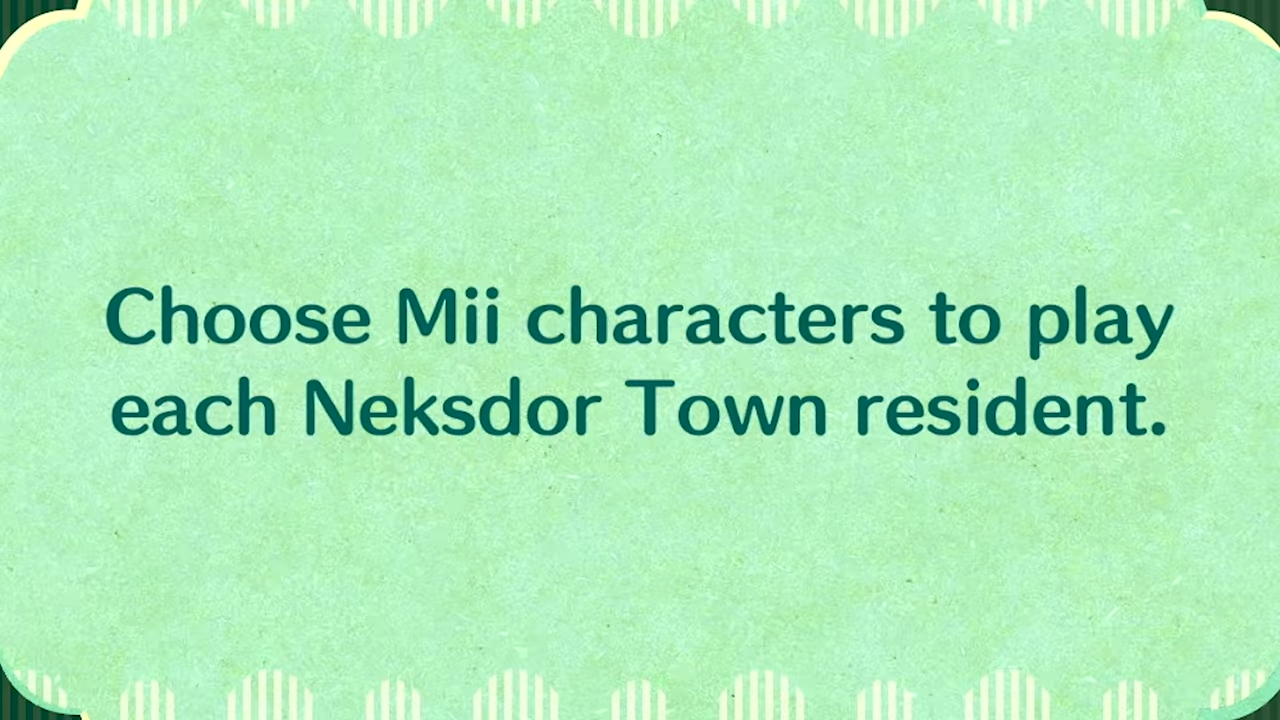 Choose Mii characters to play
each Neksdor Town resident.